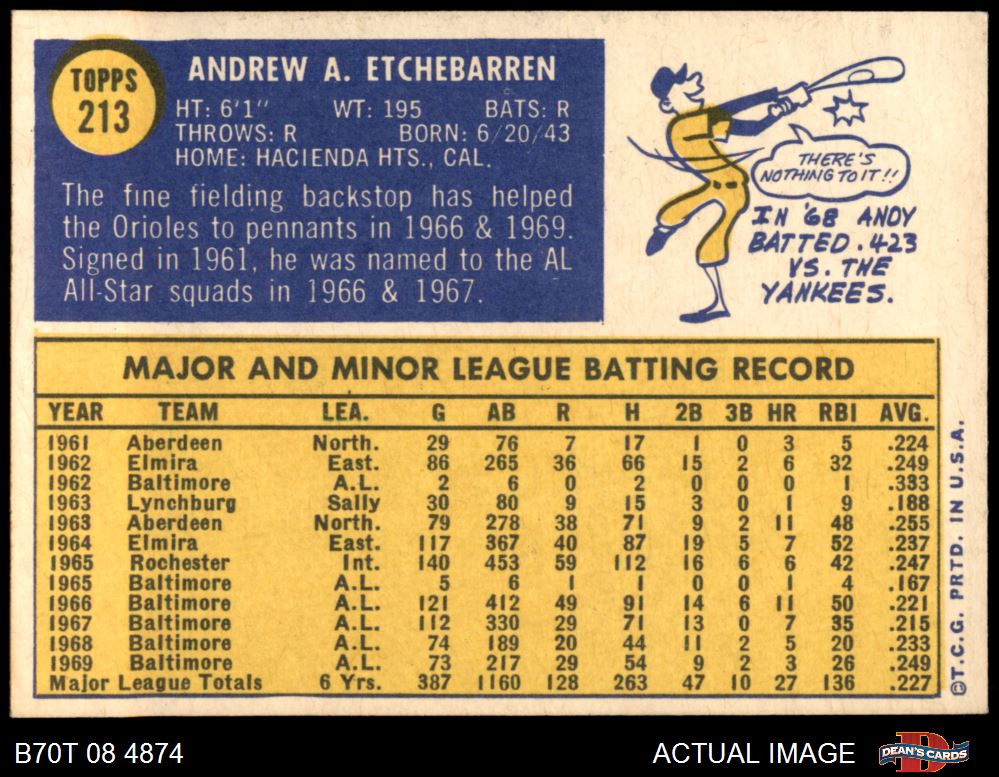 TOPPS
213
ANDREW A. ETCHEBARREN
HT: 6'1" WT: 195 BATS: R
THROWS: R BORN: 6/20/43
HOME: HACIENDA HTS., CAL.
The fine fielding backstop has helped
the Orioles to pennants in 1966 & 1969.
Signed in 1961, he was named to the AL
All-Star squads in 1966 & 1967.
THERE'S
NOTHING TO IT!!
IN '68 ANDY
BATTED .423
VS. THE
YANKEES.
MAJOR AND MINOR LEAGUE BATTING RECORD
YEAR TEAM LEA. G AB R H 2B 3B HR RBI AVG.
1961 Aberdeen North. 29 76 7 17 1 0 3 5 .224
1962 Elmira East. 86 265 36 66 15 2 6 32 .249
1962 Baltimore A.L. 2 6 0 2 0 0 0 1 .333
1963 Lynchburg Sally 30 80 9 15 3 0 1 9 .188
1963 Aberdeen North. 79 278 38 71 9 2 11 48 .255
1964 Elmira East. 117 367 40 87 19 5 7 52 .237
1965 Rochester Int. 140 453 59 112 16 6 6 42 .247
1965 Baltimore A.L. 5 6 1 1 0 0 1 4 .167
1966 Baltimore A.L. 121 412 49 91 14 6 11 50 .221
1967 Baltimore A.L. 112 330 29 71 13 0 7 35 .215
1968 Baltimore A.L. 74 189 20 44 11 2 5 20 .233
1969 Baltimore A.L. 73 217 29 54 9 2 3 26 .249
Major League Totals 6 Yrs. 387 1160 128 263 47 10 27 136 .227
©T.C.G. PRTD. IN U.S.A.
B70T 08 4874
ACTUAL IMAGE
DEAN'S CARDS